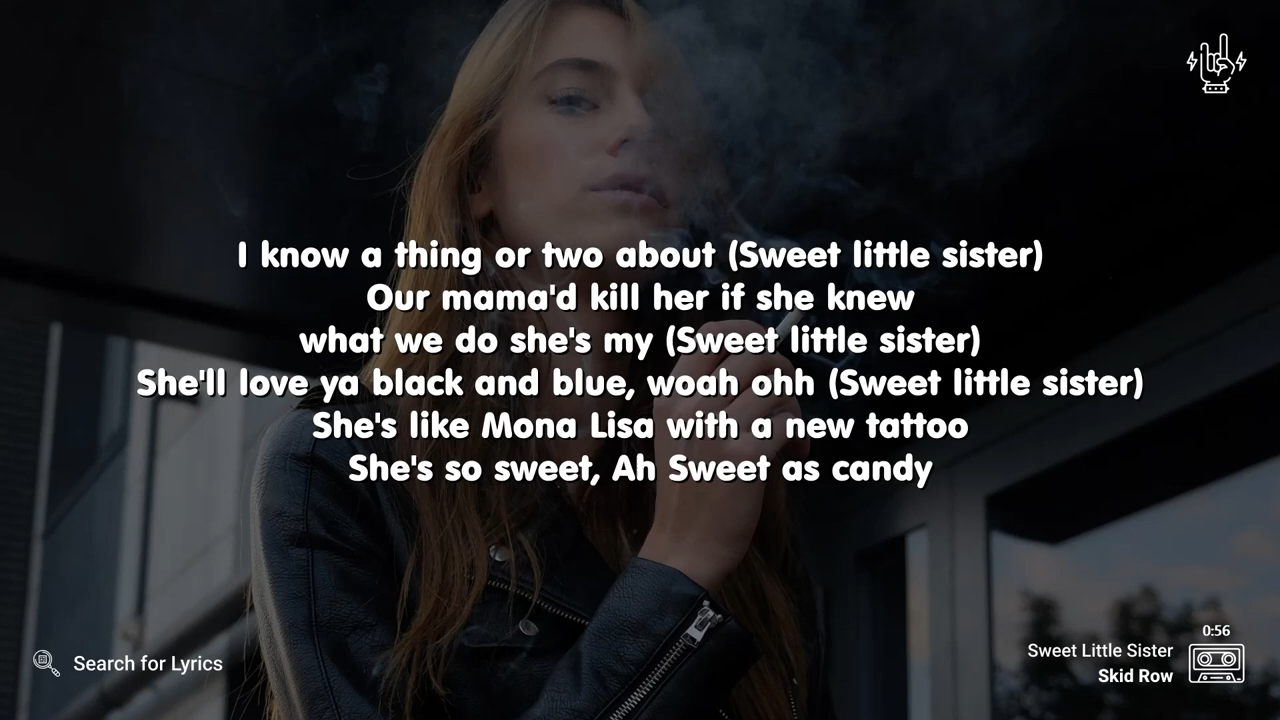 I know a thing or two about (Sweet little sister)
Our mama'd kill her if she knew
what we do she's my (Sweet little sister)
She'll love ya black and blue, woah ohh (Sweet little sister)
She's like Mona Lisa with a new tattoo
She's so sweet, Ah Sweet as candy
Search for Lyrics
0:56
Sweet Little Sister
Skid Row